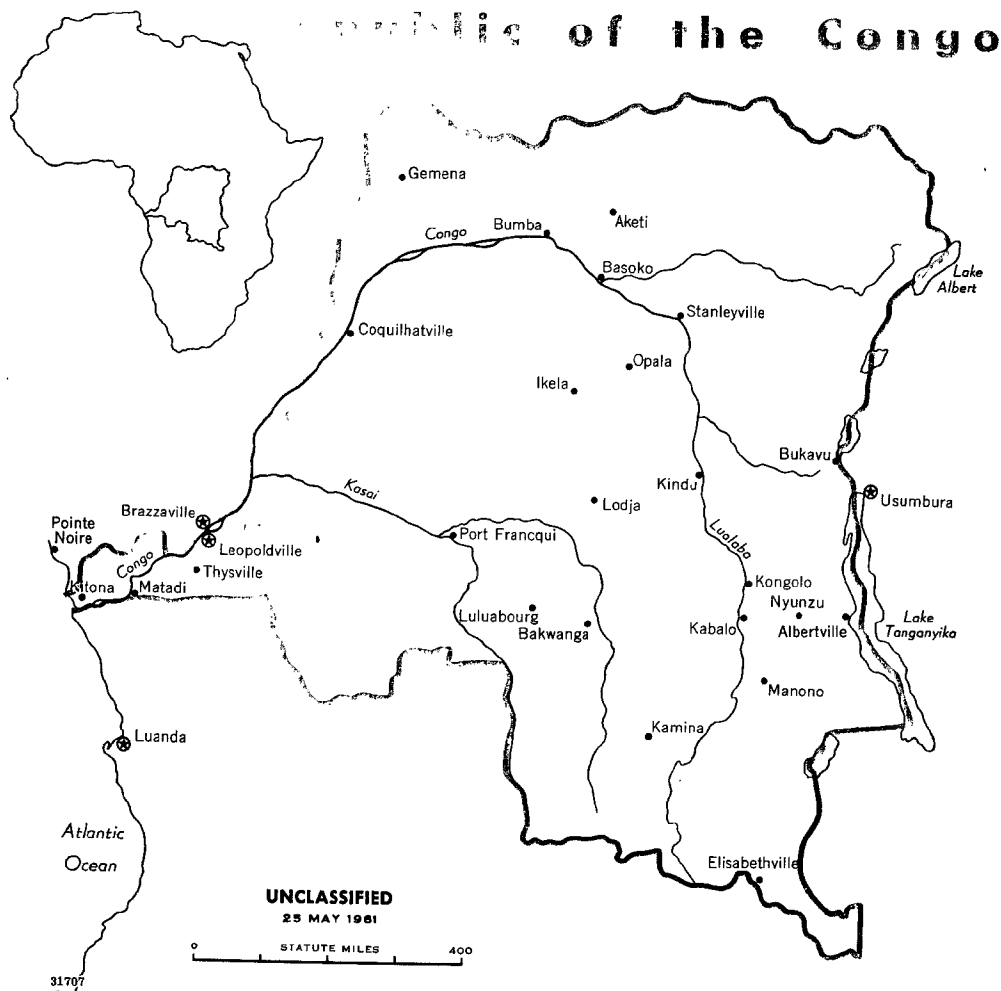 of the Congo
Gemena
Aketi
Bumba
Congo
Basoko
Lake
Albert
Stanleyville
Coquilhatville
Opala
Ikela
Bukavu
Kindu
Kasai
Usumbura
Lodja
Brazzaville
Pointe
Noire
Port Francqui
Leopoldville
Lualaba
Congo
Thysville
Kitona
Matadi
Kongolo
Nyunzu
Luluabourg
Bakwanga
Kabalo
Albertville
Lake
Tanganyika
Manono
Kamina
Luanda
Atlantic
Ocean
Elisabethville
UNCLASSIFIED
25 MAY 1961
0 STATUTE MILES 400
31707